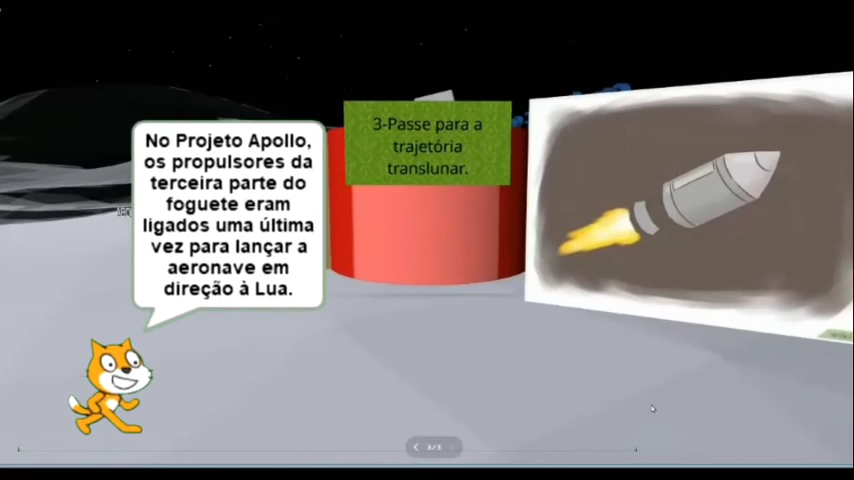 No Projeto Apollo,
os propulsores da
terceira parte do
foguete eram
ligados uma última
vez para lançar a
aeronave em
direção à Lua.
3-Passe para a
trajetória
translunar.